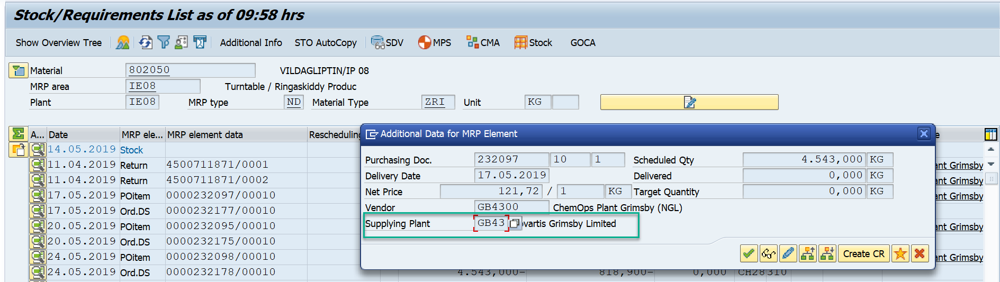 Stock/Requirements List as of 09:58 hrs
Show Overview Tree Additional Info STO AutoCopy SDV MPS CMA Stock GOCA
Material 802050 VILDAGLIPTIN/IP 08
MRP area IE08 Turntable / Ringaskiddy Produc
Plant IE08 MRP type ND Material Type ZRI Unit KG
A... Date MRP ele... MRP element data Rescheduling
14.05.2019 Stock
11.04.2019 Return 4500711871/0001 Grimsby
11.04.2019 Return 4500711871/0002 Grimsby
17.05.2019 POitem 0000232097/00010 Grimsby
17.05.2019 Ord.DS 0000232177/00010
20.05.2019 POitem 0000232095/00010 Grimsby
20.05.2019 Ord.DS 0000232175/00010
24.05.2019 POitem 0000232098/00010 Grimsby
24.05.2019 Ord.DS 0000232178/00010 4.543,000- 818,900- 0,000 CH28310
Additional Data for MRP Element
Purchasing Doc. 232097 10 1 Scheduled Qty 4.543,000 KG
Delivery Date 17.05.2019 Delivered 0,000 KG
Net Price 121,72 / 1 KG Target Quantity 0,000 KG
Vendor GB4300 ChemOps Plant Grimsby (NGL)
Supplying Plant GB43 ovartis Grimsby Limited
Create CR